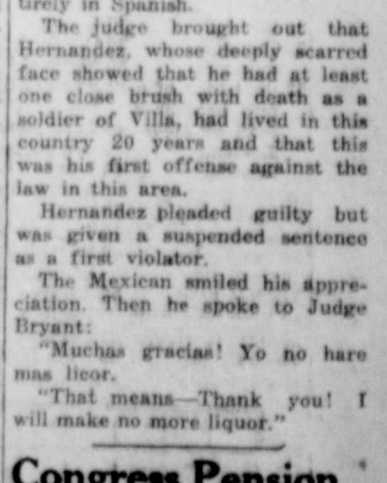 tirely in Spanish.
The judge brought out that
Hernandez, whose deeply scarred
face showed that he had at least
one close brush with death as a
soldier of Villa, had lived in this
country 20 years and that this
was his first offense against the
law in this area.
Hernandez pleaded guilty but
was given a suspended sentence
as a first violator.
The Mexican smiled his appre-
ciation. Then he spoke to Judge
Bryant:
"Muchas gracias! Yo no hare
mas licor.
"That means—Thank you! I
will make no more liquor."
Congress Pension